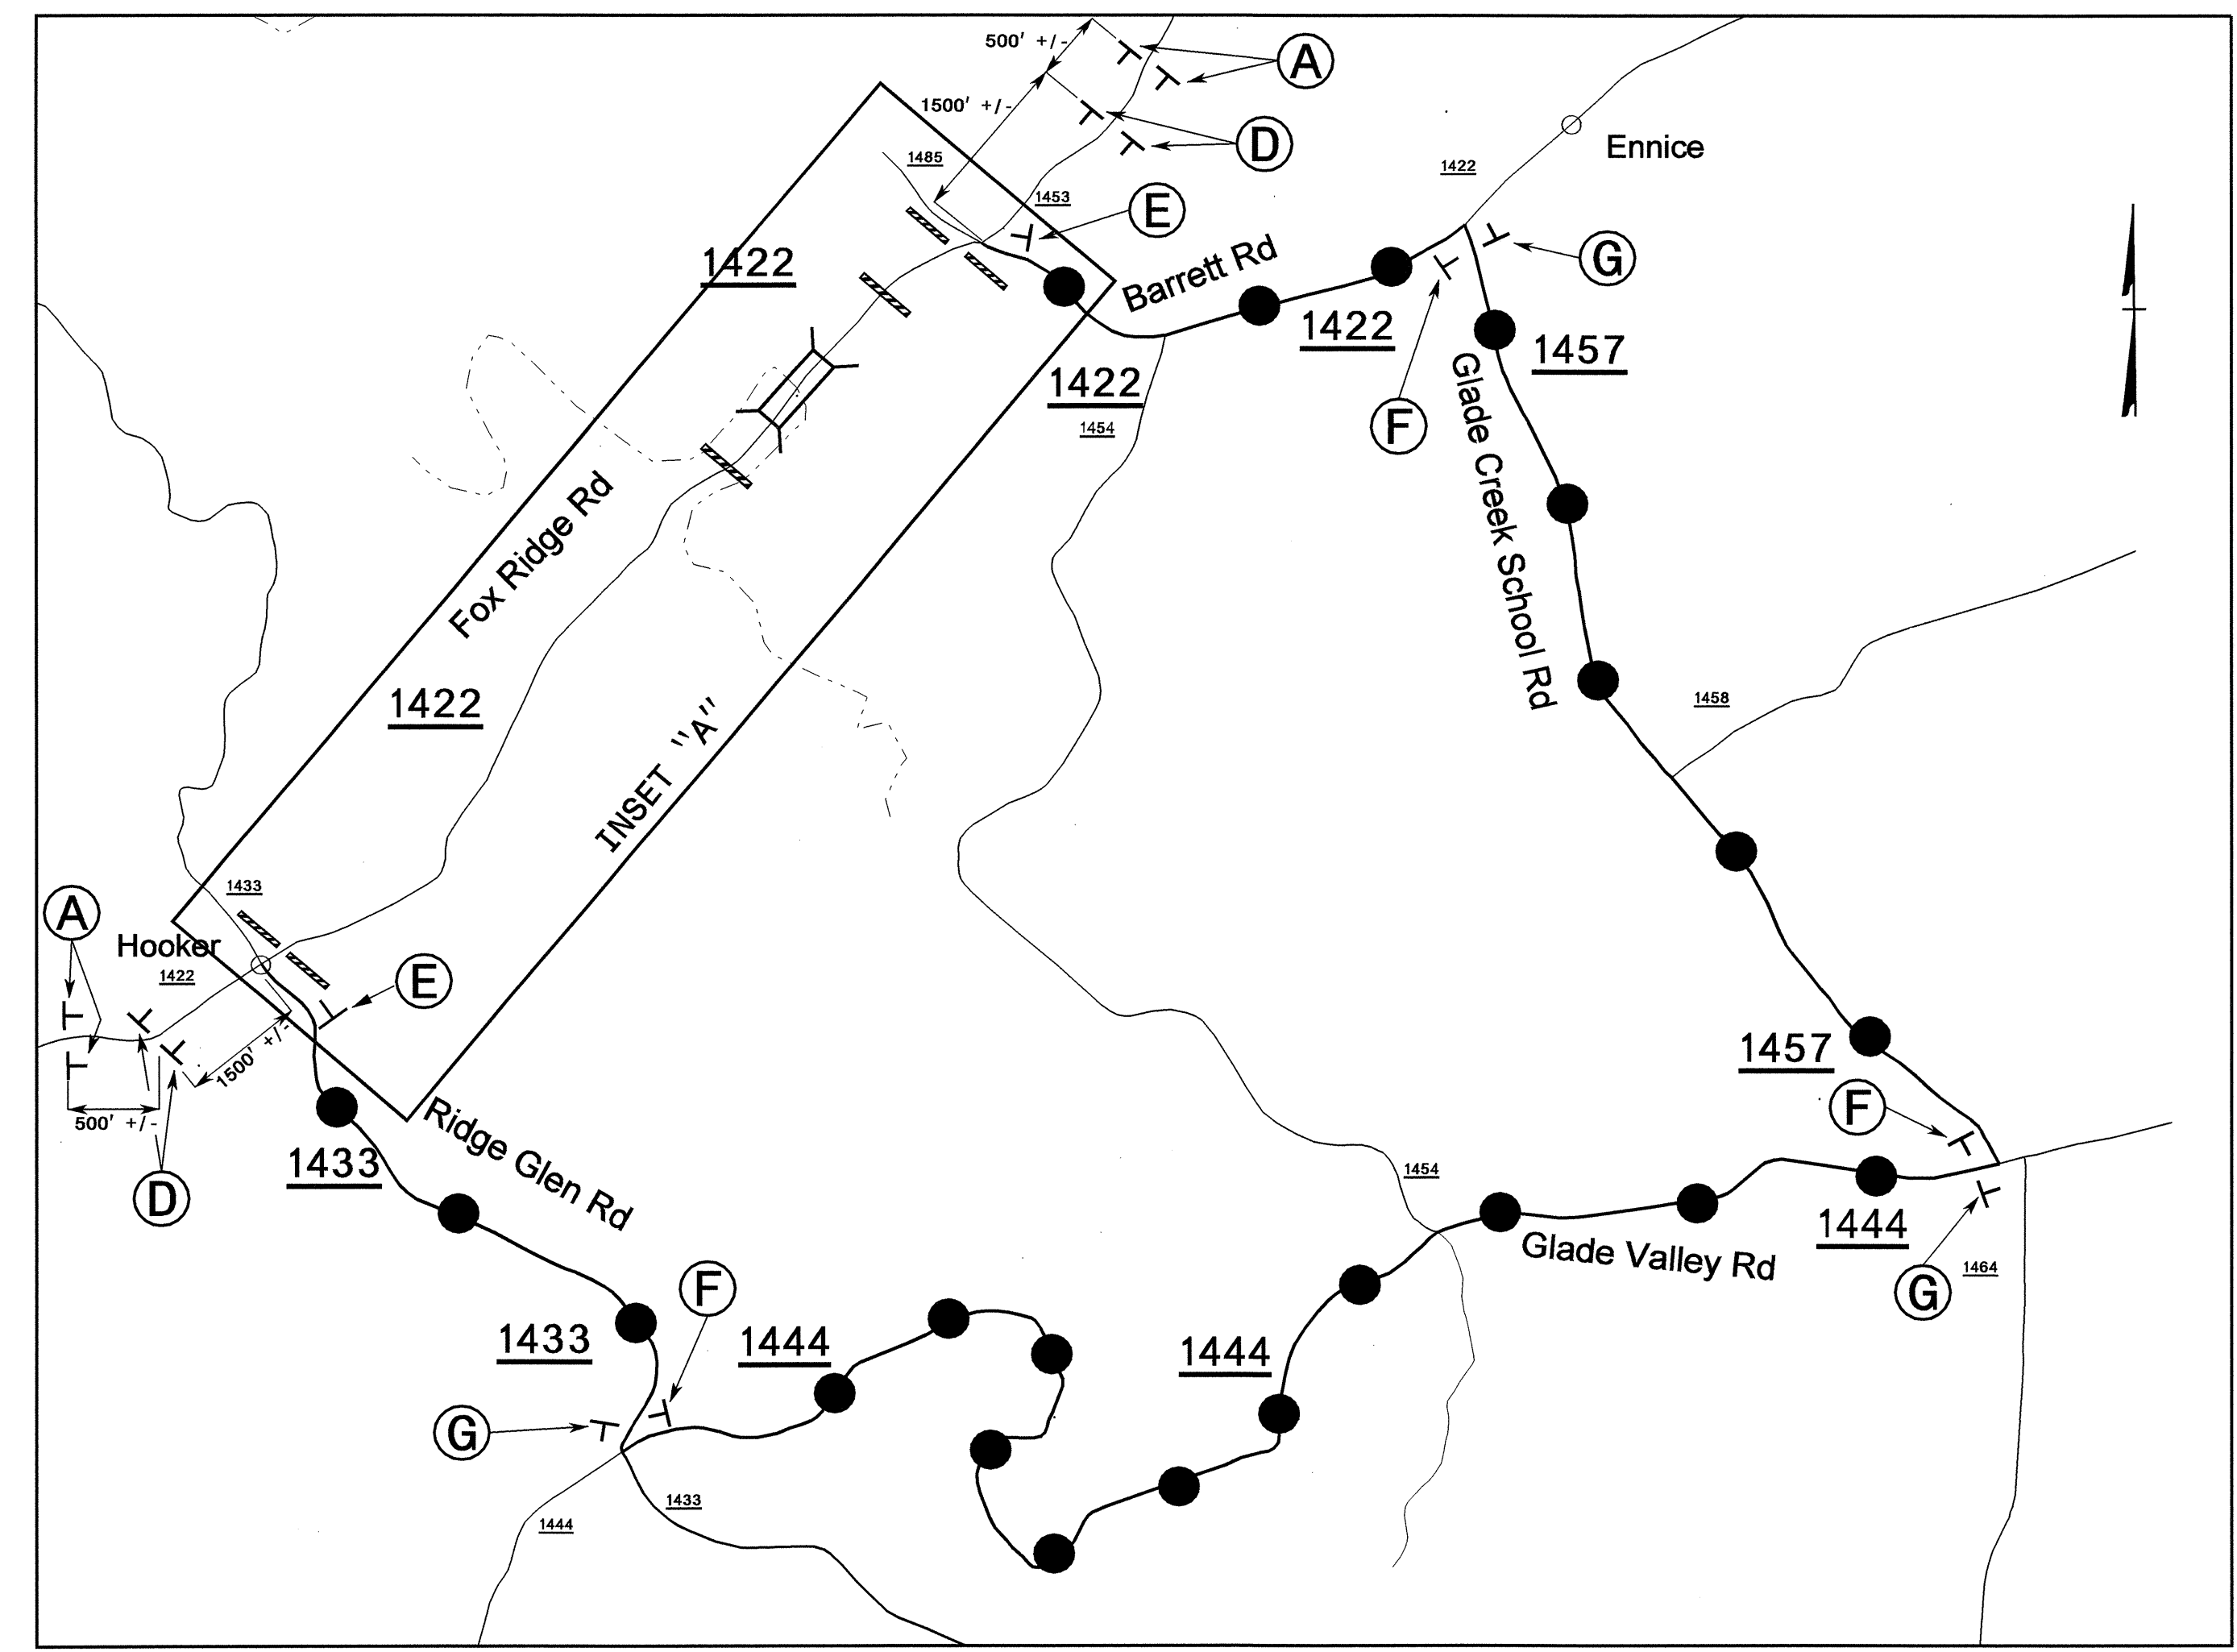 500' +/-
A
1500' +/-
D
1485
1453
E
1422
Ennice
1422
Barrett Rd
G
1422
1457
F
1422
1454
Glade Creek School Rd
Fox Ridge Rd
1422
INSET "A"
1458
1433
A
Hooker
1422
E
1500' +/-
500' +/-
D
Ridge Glen Rd
1433
1457
F
1454
1444
Glade Valley Rd
G
1464
F
1433
1444
1444
G
1433
1444